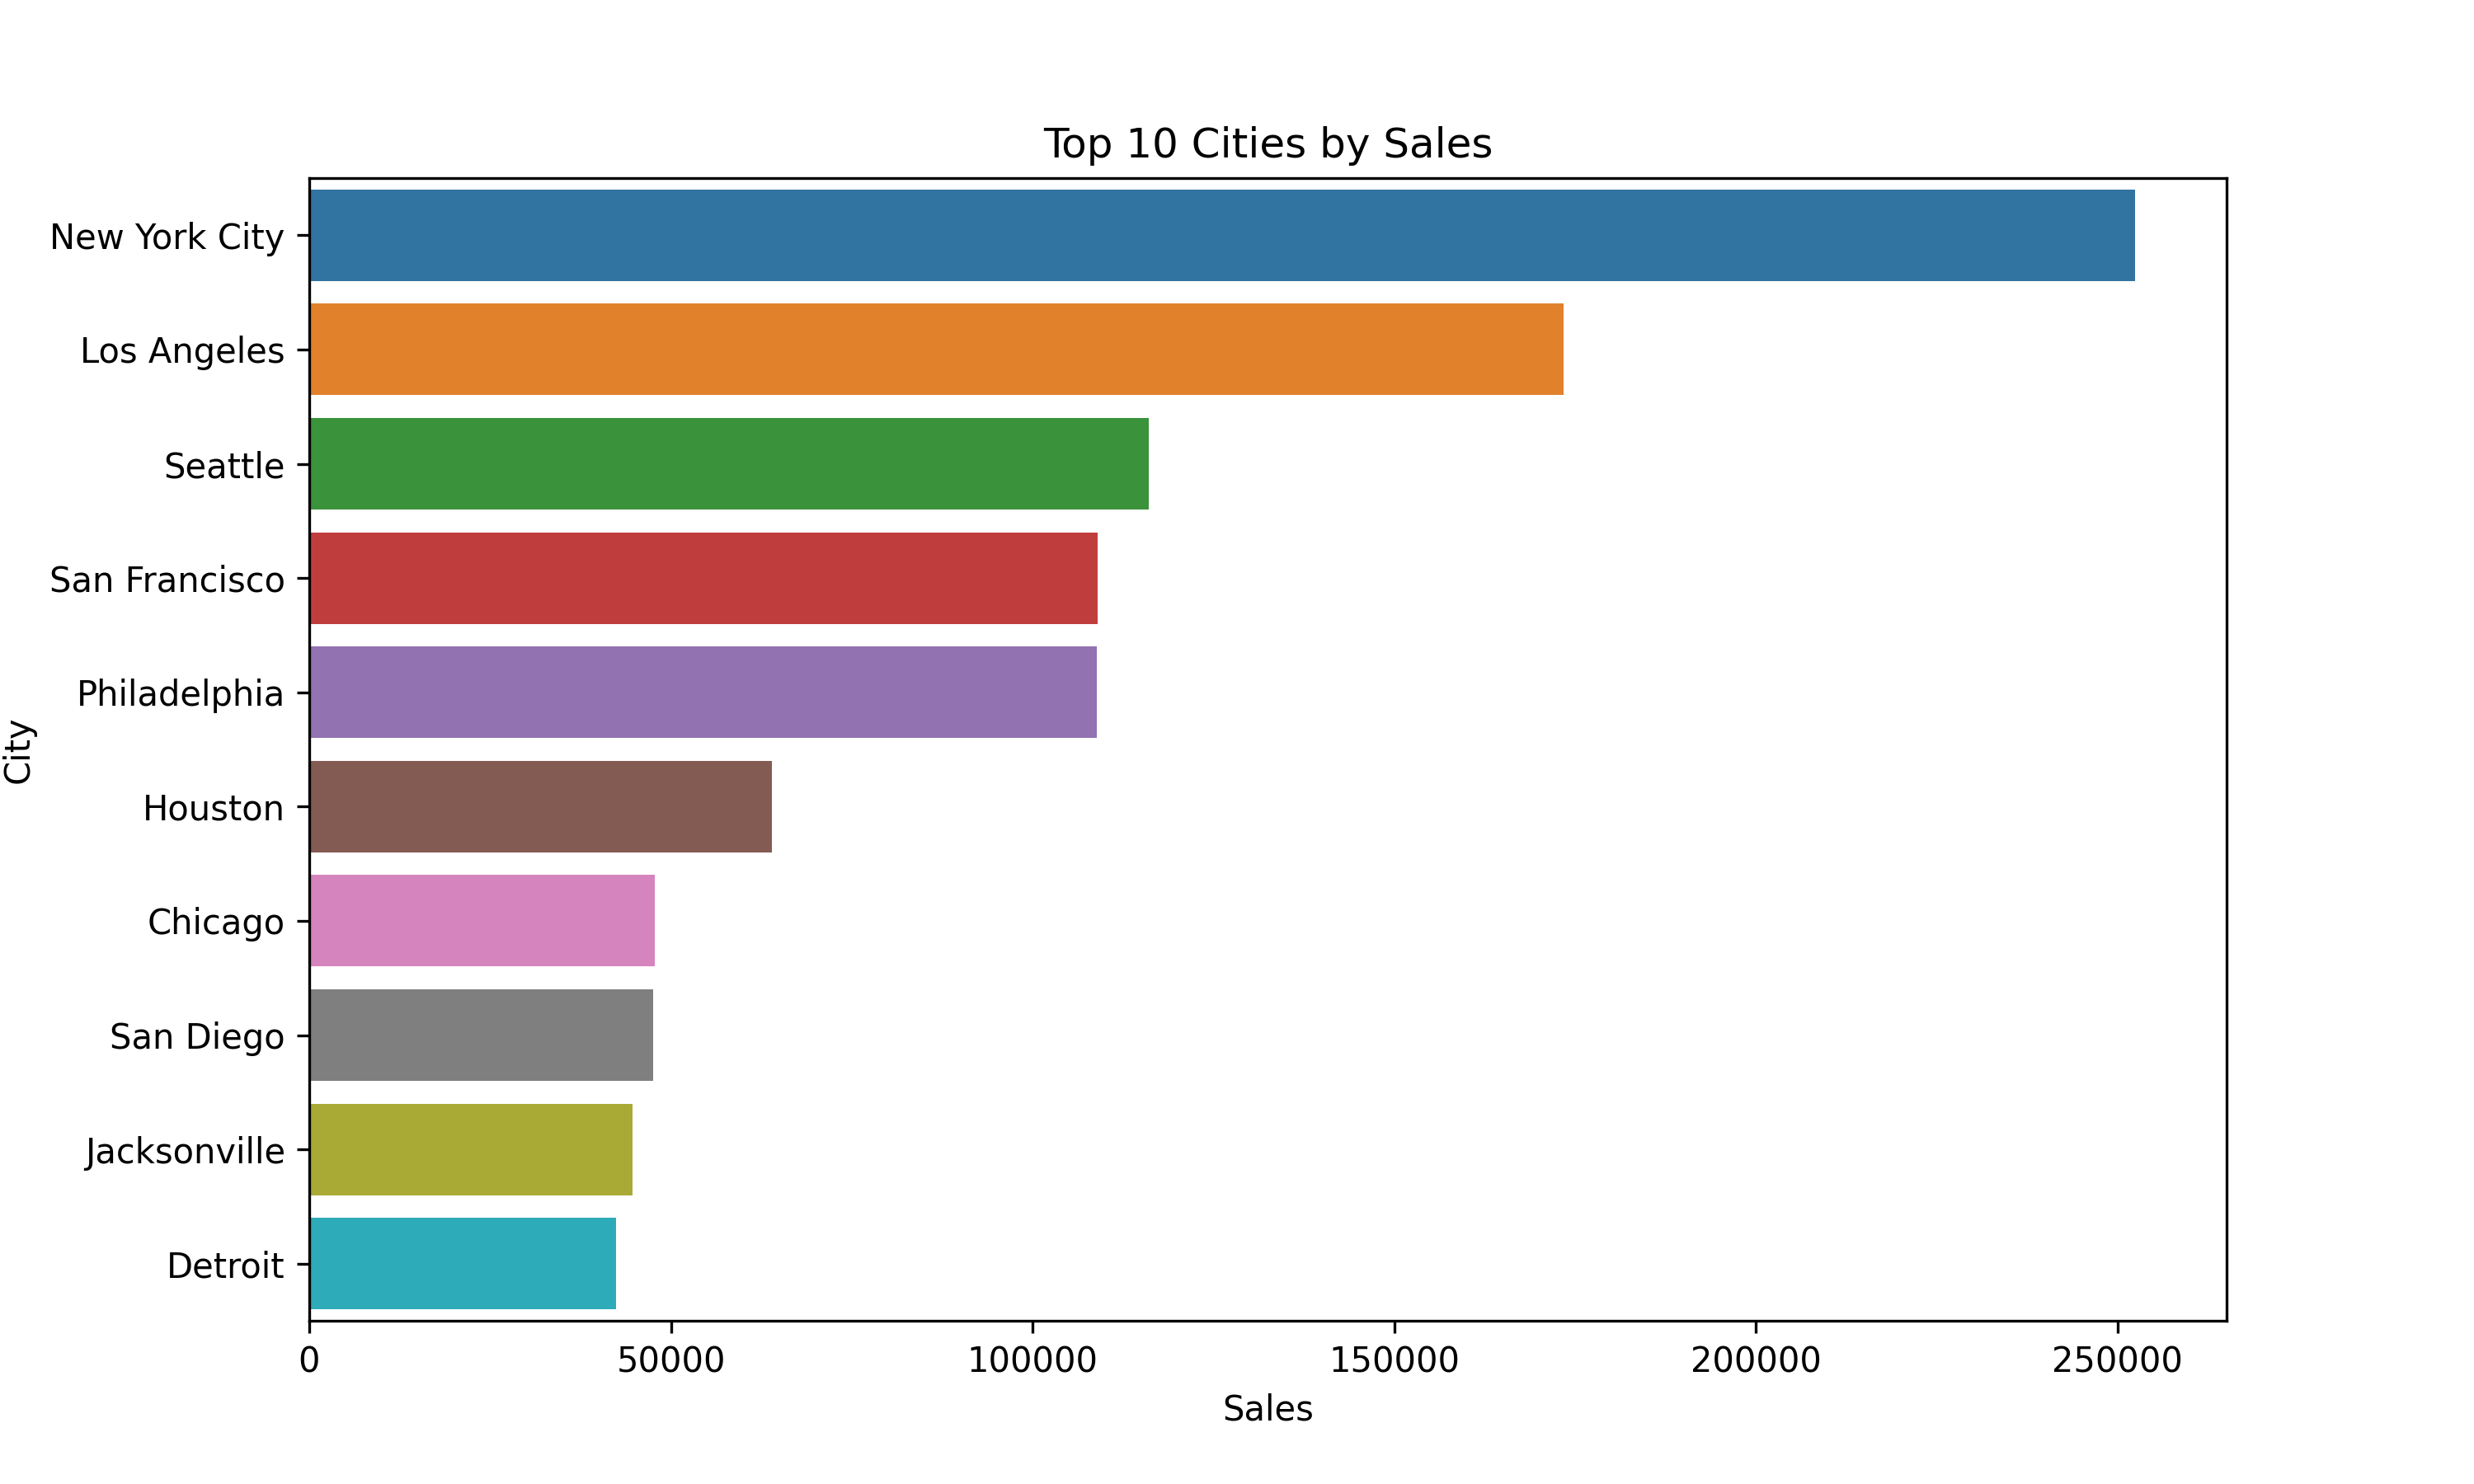 Top 10 Cities by Sales
City
New York City
Los Angeles
Seattle
San Francisco
Philadelphia
Houston
Chicago
San Diego
Jacksonville
Detroit
0 50000 100000 150000 200000 250000
Sales